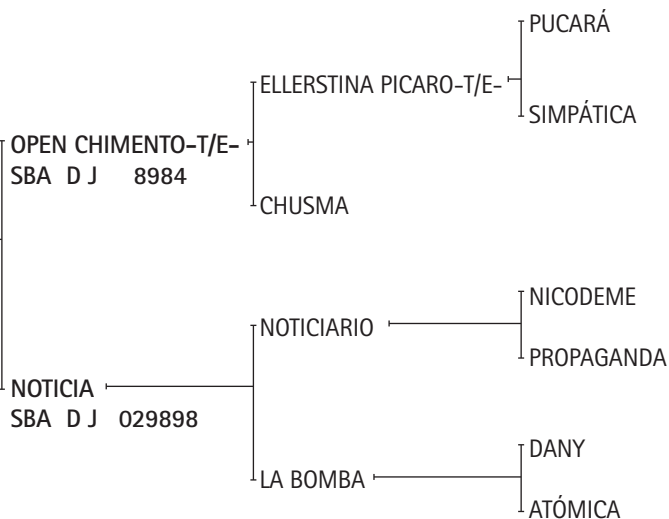 PUCARÁ
ELLERSTINA PICARO-T/E-
SIMPÁTICA
OPEN CHIMENTO-T/E-
SBA D J 8984
CHUSMA
NICODEME
NOTICIARIO
PROPAGANDA
NOTICIA
SBA D J 029898
DANY
LA BOMBA
ATÓMICA